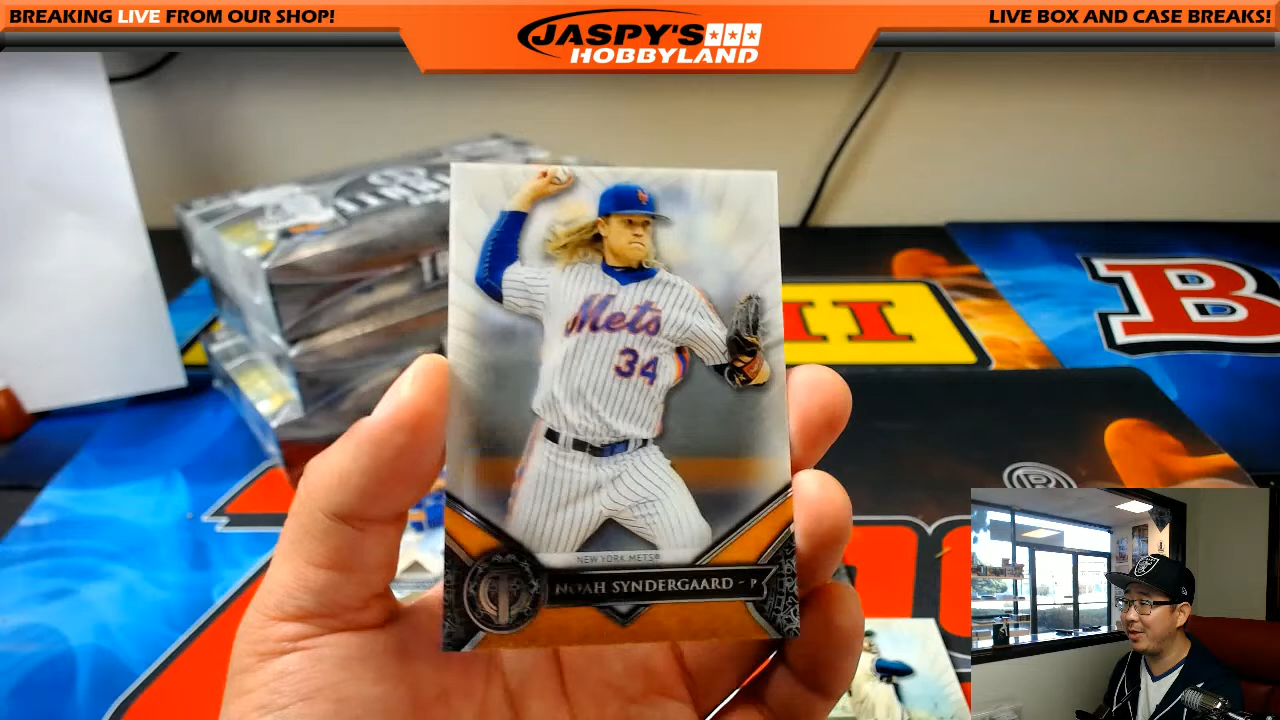 BREAKING LIVE FROM OUR SHOP!
JASPY'S
HOBBYLAND
LIVE BOX AND CASE BREAKS!
Mets
34
NEW YORK METS®
NOAH SYNDERGAARD - P
B